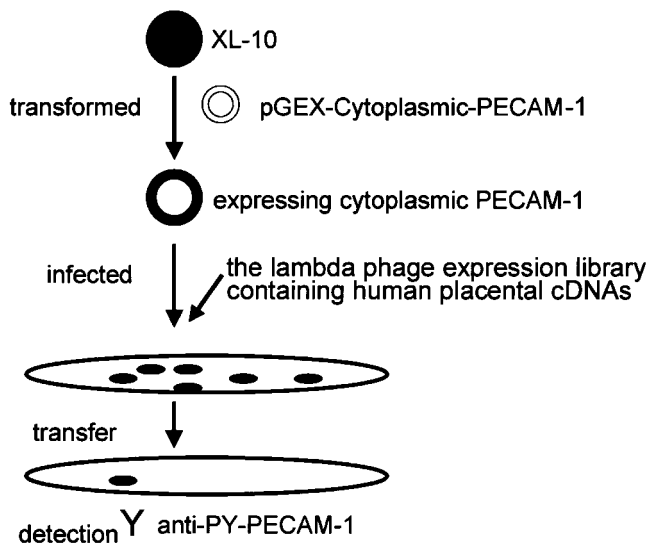 XL-10
transformed
pGEX-Cytoplasmic-PECAM-1
expressing cytoplasmic PECAM-1
infected
the lambda phage expression library
containing human placental cDNAs
transfer
detection Y anti-PY-PECAM-1